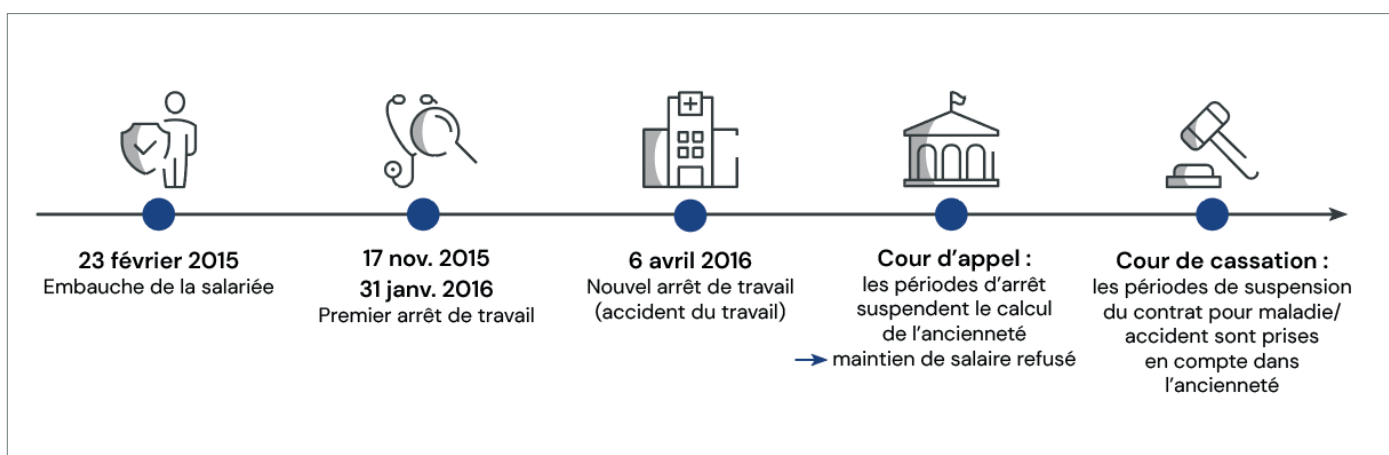 23 février 2015
Embauche de la salariée
17 nov. 2015
31 janv. 2016
Premier arrêt de travail
6 avril 2016
Nouvel arrêt de travail
(accident du travail)
Cour d’appel :
les périodes d’arrêt
suspendent le calcul
de l’ancienneté
maintien de salaire refusé
Cour de cassation :
les périodes de suspension
du contrat pour maladie/
accident sont prises
en compte dans
l’ancienneté